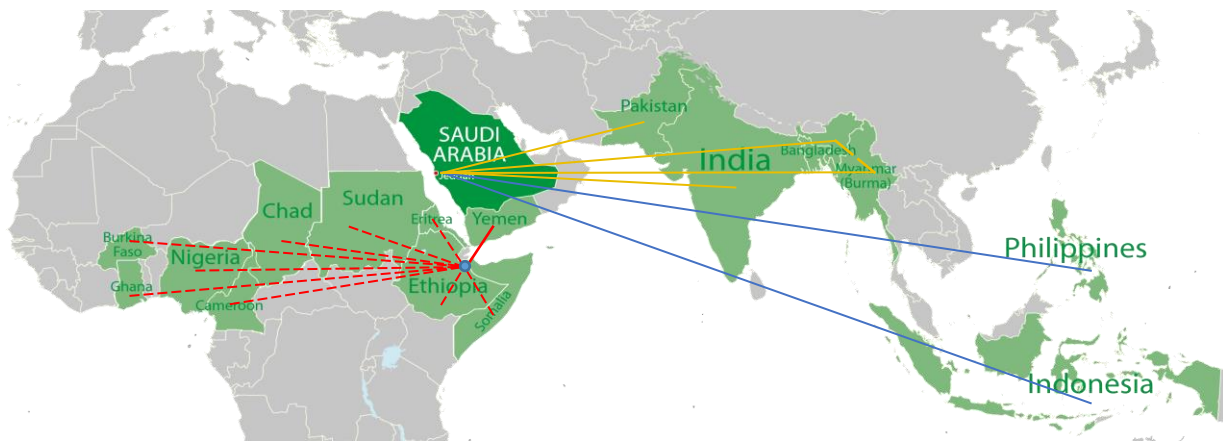 Pakistan
SAUDI
ARABIA
india
Bangladesh
Jeddah
Myanmar
(Burma)
Sudan
Chad
Eritrea
Yemen
Burkina
Faso
Nigeria
Philippines
Ghana
Ethiopia
Cameroon
Somalia
Indonesia